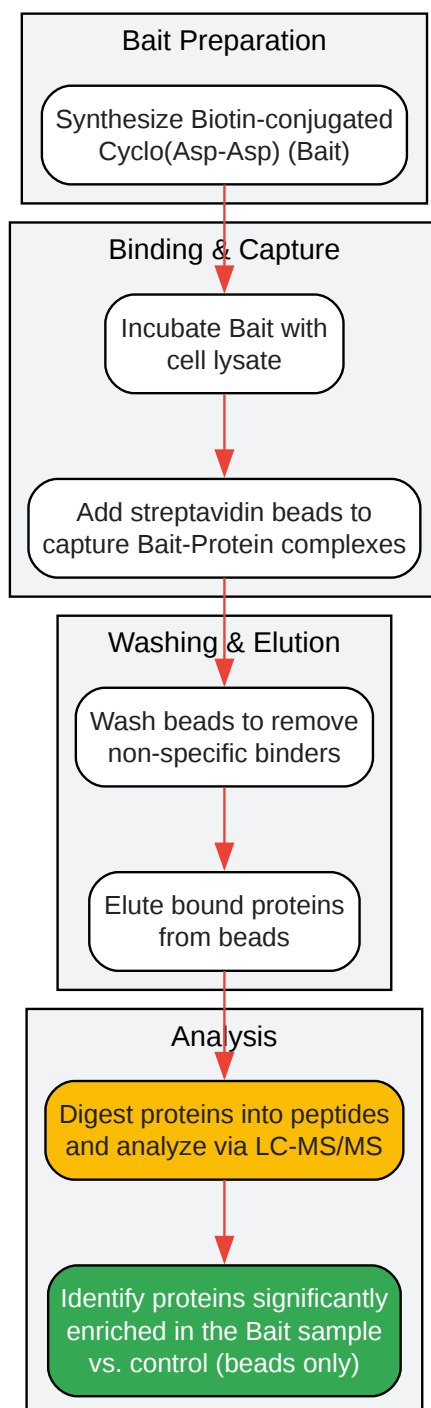 Bait Preparation
Synthesize Biotin-conjugated
Cyclo(Asp-Asp) (Bait)
Binding & Capture
Incubate Bait with
cell lysate
Add streptavidin beads to
capture Bait-Protein complexes
Washing & Elution
Wash beads to remove
non-specific binders
Elute bound proteins
from beads
Analysis
Digest proteins into peptides
and analyze via LC-MS/MS
Identify proteins significantly
enriched in the Bait sample
vs. control (beads only)